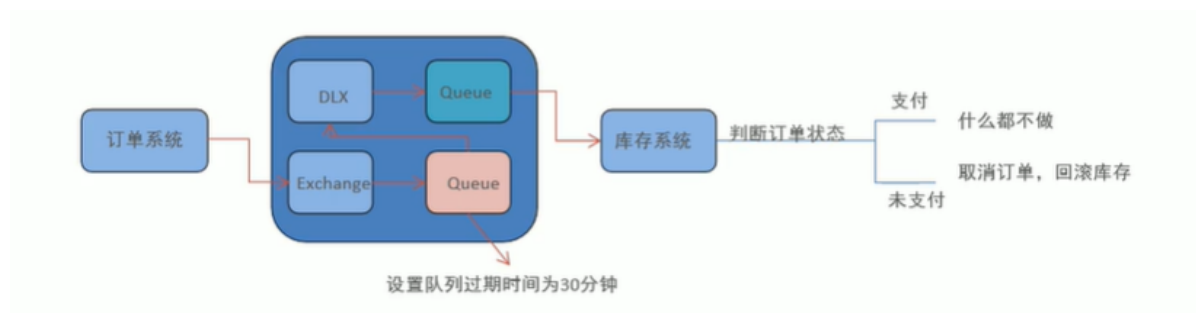 DLX
Queue
支付
什么都不做
订单系统
库存系统
判断订单状态
Exchange
Queue
取消订单，回滚库存
未支付
设置队列过期时间为30分钟